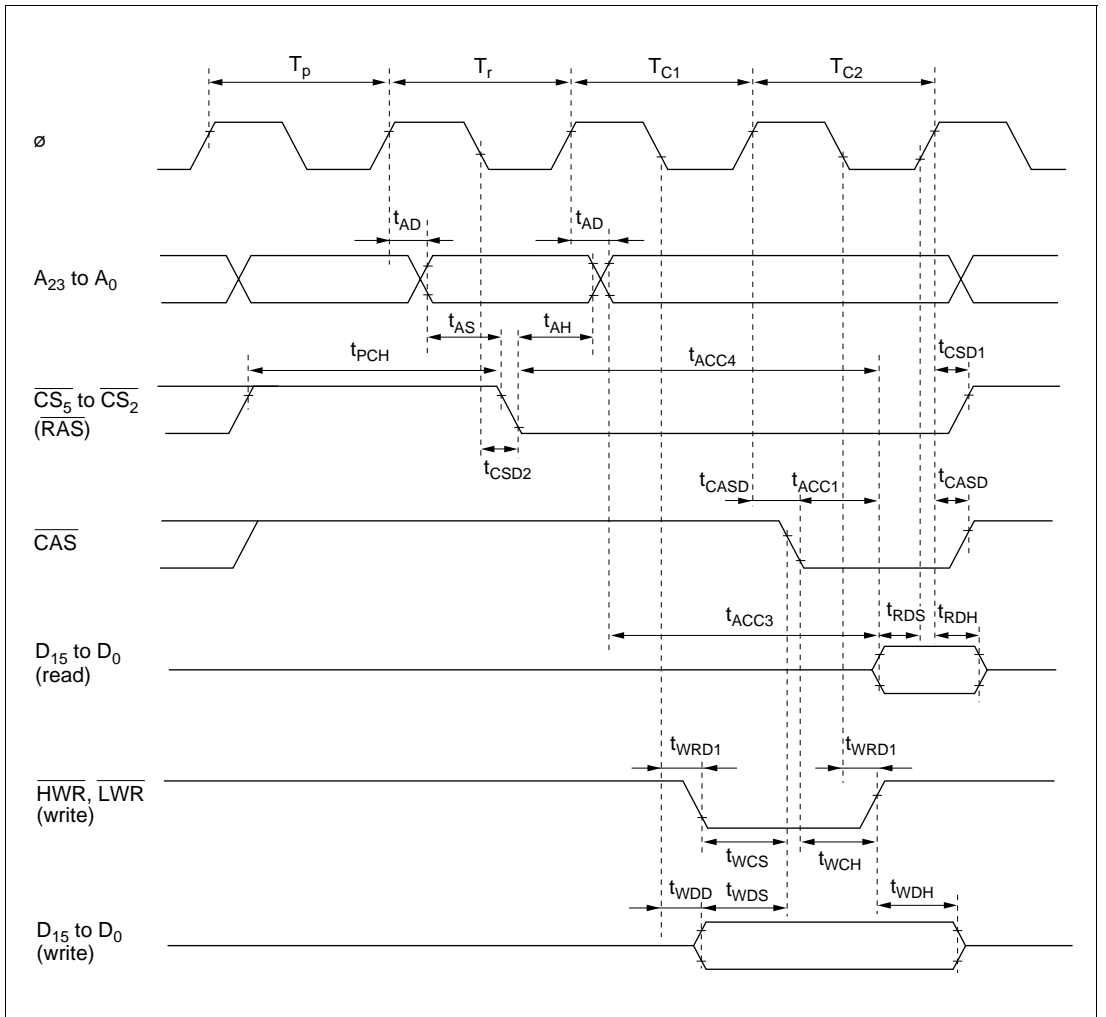 Tp Tr TC1 TC2
ø
tAD tAD
A23 to A0
tAS tAH
tPCH tACC4 tCSD1
CS5 to CS2
(RAS)
tCSD2
tCASD tACC1 tCASD
CAS
tACC3 tRDS tRDH
D15 to D0
(read)
tWRD1 tWRD1
HWR, LWR
(write)
tWCS tWCH
tWDD tWDS tWDH
D15 to D0
(write)